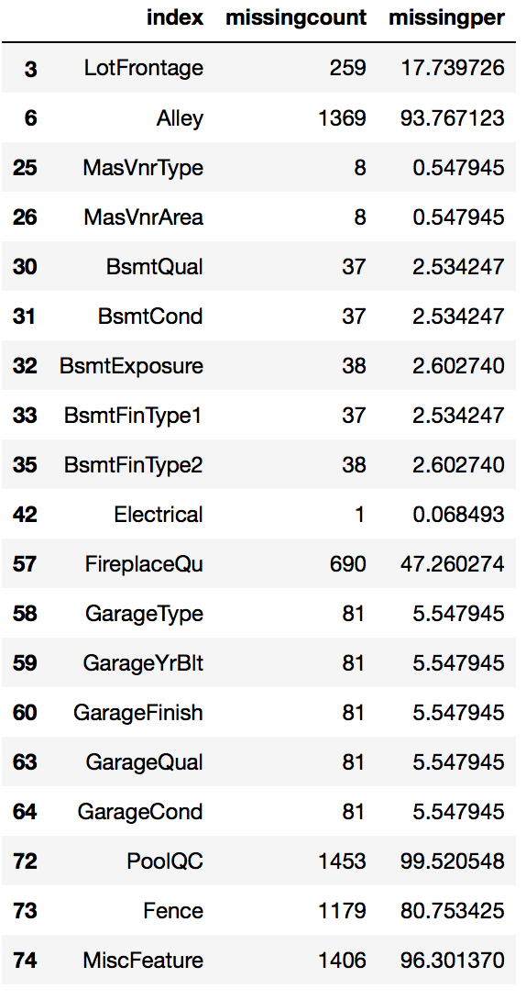 index missingcount missingper
3 LotFrontage 259 17.739726
6 Alley 1369 93.767123
25 MasVnrType 8 0.547945
26 MasVnrArea 8 0.547945
30 BsmtQual 37 2.534247
31 BsmtCond 37 2.534247
32 BsmtExposure 38 2.602740
33 BsmtFinType1 37 2.534247
35 BsmtFinType2 38 2.602740
42 Electrical 1 0.068493
57 FireplaceQu 690 47.260274
58 GarageType 81 5.547945
59 GarageYrBlt 81 5.547945
60 GarageFinish 81 5.547945
63 GarageQual 81 5.547945
64 GarageCond 81 5.547945
72 PoolQC 1453 99.520548
73 Fence 1179 80.753425
74 MiscFeature 1406 96.301370